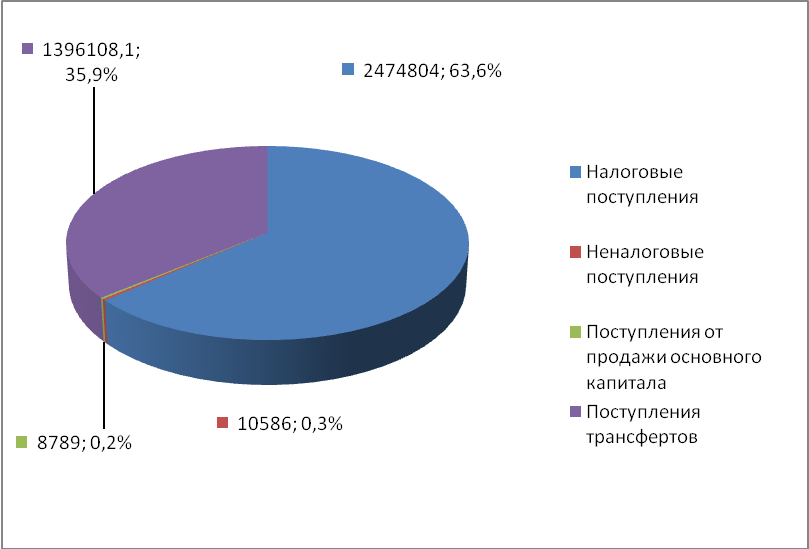 1396108,1;
35,9%
2474804; 63,6%
Налоговые
поступления
Неналоговые
поступления
Поступления от
продажи основного
капитала
Поступления
трансфертов
10586; 0,3%
8789; 0,2%